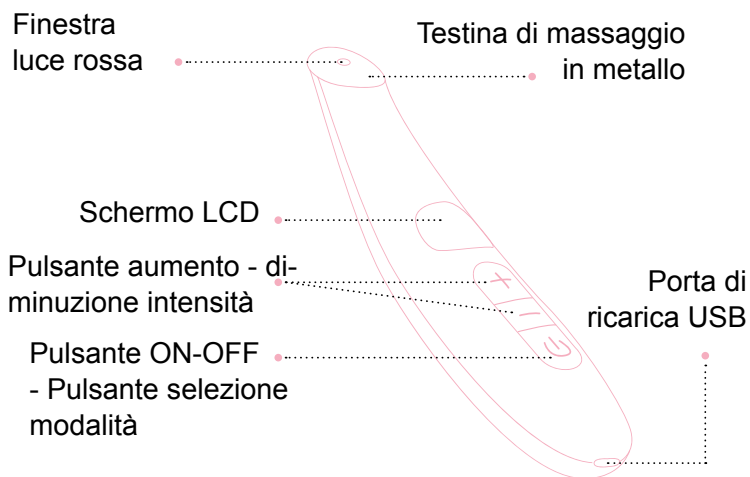 Finestra
luce rossa
Testina di massaggio
in metallo
Schermo LCD
Pulsante aumento - di-
minuzione intensità
Pulsante ON-OFF
- Pulsante selezione
modalità
Porta di
ricarica USB